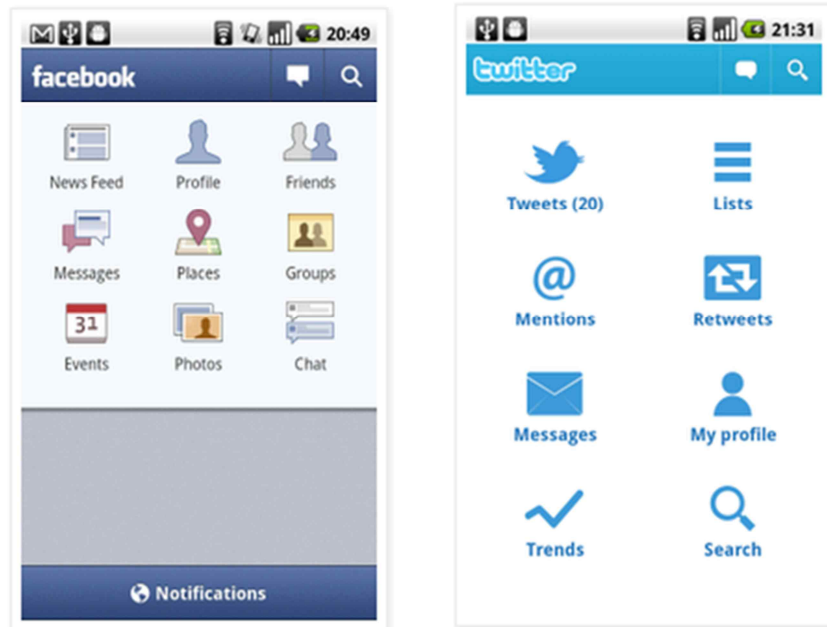 20:49
facebook
News Feed Profile Friends
Messages Places Groups
31
Events Photos Chat
Notifications
21:31
twitter
Tweets (20) Lists
@
Mentions Retweets
Messages My profile
Trends Search